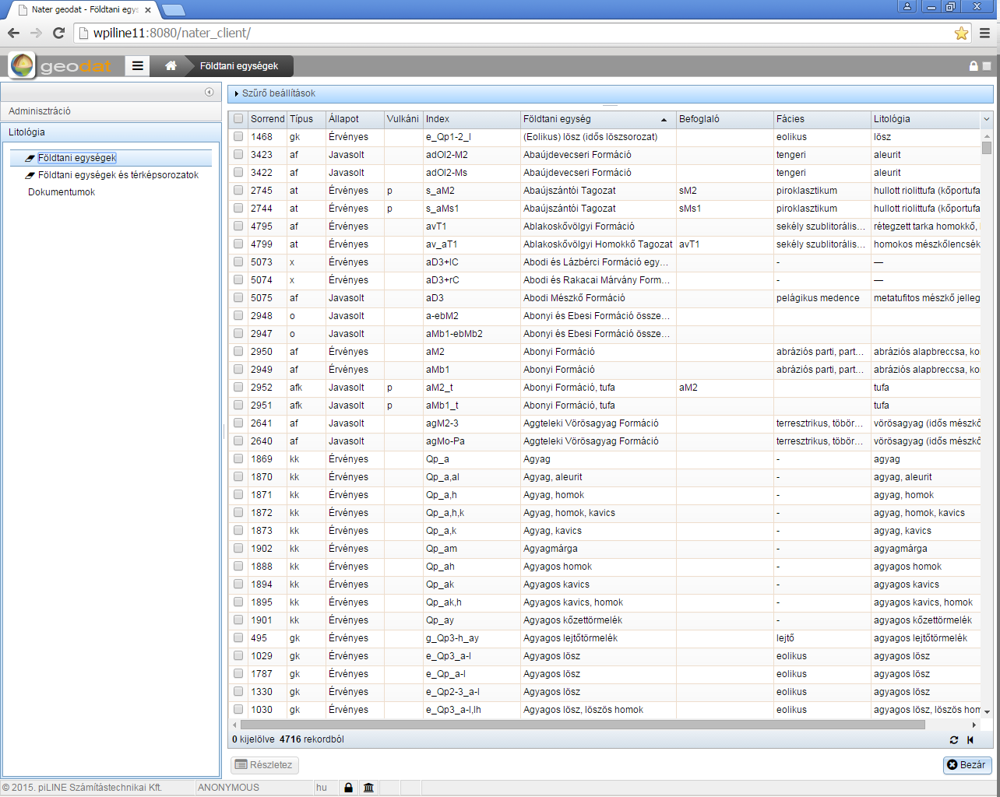 Nater geodat - Földtani egys
wpiline11:8080/nater_client/
geodat
Földtani egységek
Adminisztráció
Litológia
Földtani egységek
Földtani egységek és térképsorozatok
Dokumentumok
Szűrő beállítások
Sorrend Típus Állapot Vulkáni Index Földtani egység Befoglaló Fácies Litológia
1468 gk Érvényes e_Qp1-2_l (Eolikus) lösz (idős löszsorozat) eolikus lösz
3423 af Javasolt adOl2-M2 Abaújdevecseri Formáció tengeri aleurit
3422 af Javasolt adOl2-Ms Abaújdevecseri Formáció tengeri aleurit
2745 at Érvényes p s_aM2 Abaújszántói Tagozat sM2 piroklasztikum hullott riolittufa (kőportufa
2744 at Érvényes p s_aMs1 Abaújszántói Tagozat sMs1 piroklasztikum hullott riolittufa (kőportufa
4795 af Érvényes avT1 Ablakoskővölgyi Formáció sekély szublitorális... rétegzett tarka homokkő,
4799 at Érvényes av_aT1 Ablakoskővölgyi Homokkő Tagozat avT1 sekély szublitorális... homokos mészkőlencsék
5073 x Érvényes aD3+lC Abodi és Lázbérci Formáció egy... - —
5074 x Érvényes aD3+rC Abodi és Rakacai Márvány Form... - —
5075 af Javasolt aD3 Abodi Mészkő Formáció pelágikus medence metatufitos mészkő jelleg
2948 o Javasolt a-ebM2 Abonyi és Ebesi Formáció össze...
2947 o Javasolt aMb1-ebMb2 Abonyi és Ebesi Formáció össze...
2950 af Érvényes aM2 Abonyi Formáció abráziós parti, part... abráziós alapbreccsa, ko
2949 af Érvényes aMb1 Abonyi Formáció abráziós parti, part... abráziós alapbreccsa, ko
2952 afk Javasolt p aM2_t Abonyi Formáció, tufa aM2 tufa
2951 afk Javasolt p aMb1_t Abonyi Formáció, tufa tufa
2641 af Javasolt agM2-3 Aggteleki Vörösagyag Formáció terresztrikus, töbör... vörösagyag (idős mészkő
2640 af Javasolt agMo-Pa Aggteleki Vörösagyag Formáció terresztrikus, töbör... vörösagyag (idős mészkő
1869 kk Érvényes Qp_a Agyag - agyag
1870 kk Érvényes Qp_a,al Agyag, aleurit - agyag, aleurit
1871 kk Érvényes Qp_a,h Agyag, homok - agyag, homok
1872 kk Érvényes Qp_a,h,k Agyag, homok, kavics - agyag, homok, kavics
1873 kk Érvényes Qp_a,k Agyag, kavics - agyag, kavics
1902 kk Érvényes Qp_am Agyagmárga - agyagmárga
1888 kk Érvényes Qp_ah Agyagos homok - agyagos homok
1894 kk Érvényes Qp_ak Agyagos kavics - agyagos kavics
1895 kk Érvényes Qp_ak,h Agyagos kavics, homok - agyagos kavics, homok
1901 kk Érvényes Qp_ay Agyagos kőzettörmelék - agyagos kőzettörmelék
495 gk Érvényes g_Qp3-h_ay Agyagos lejtőtörmelék lejtő agyagos lejtőtörmelék
1029 gk Érvényes e_Qp3_a-l Agyagos lösz eolikus agyagos lösz
1787 gk Érvényes e_Qp_a-l Agyagos lösz eolikus agyagos lösz
1330 gk Érvényes e_Qp2-3_a-l Agyagos lösz eolikus agyagos lösz
1030 gk Érvényes e_Qp3_a-l,lh Agyagos lösz, löszös homok eolikus agyagos lösz, löszös hom
0 kijelölve 4716 rekordból
Részletez Bezár
© 2015. piLINE Számítástechnikai Kft. ANONYMOUS hu